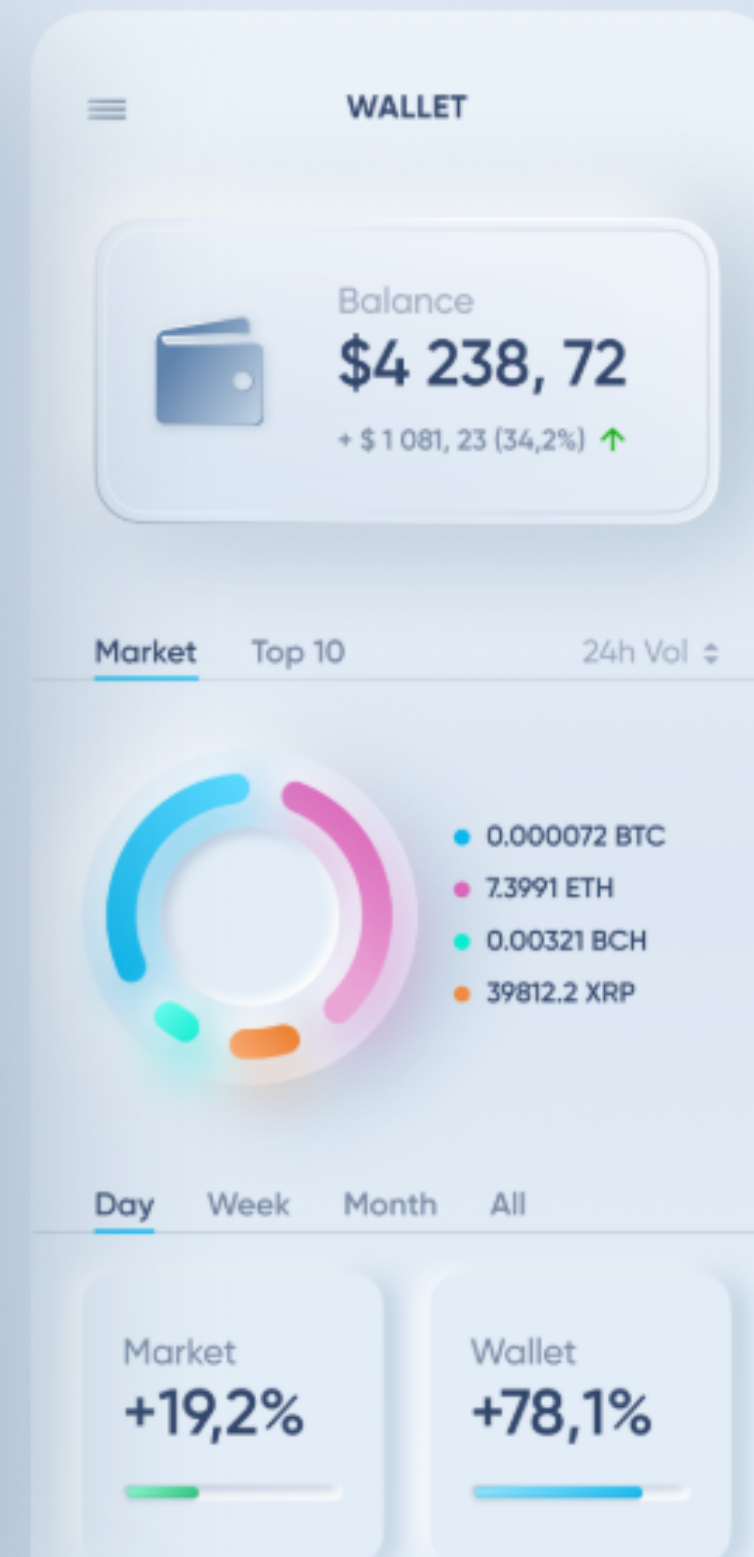 WALLET
Balance
$4 238, 72
+ $ 1 081, 23 (34,2%)
Market Top 10 24h Vol
0.000072 BTC
7.3991 ETH
0.00321 BCH
39812.2 XRP
Day Week Month All
Market
+19,2%
Wallet
+78,1%